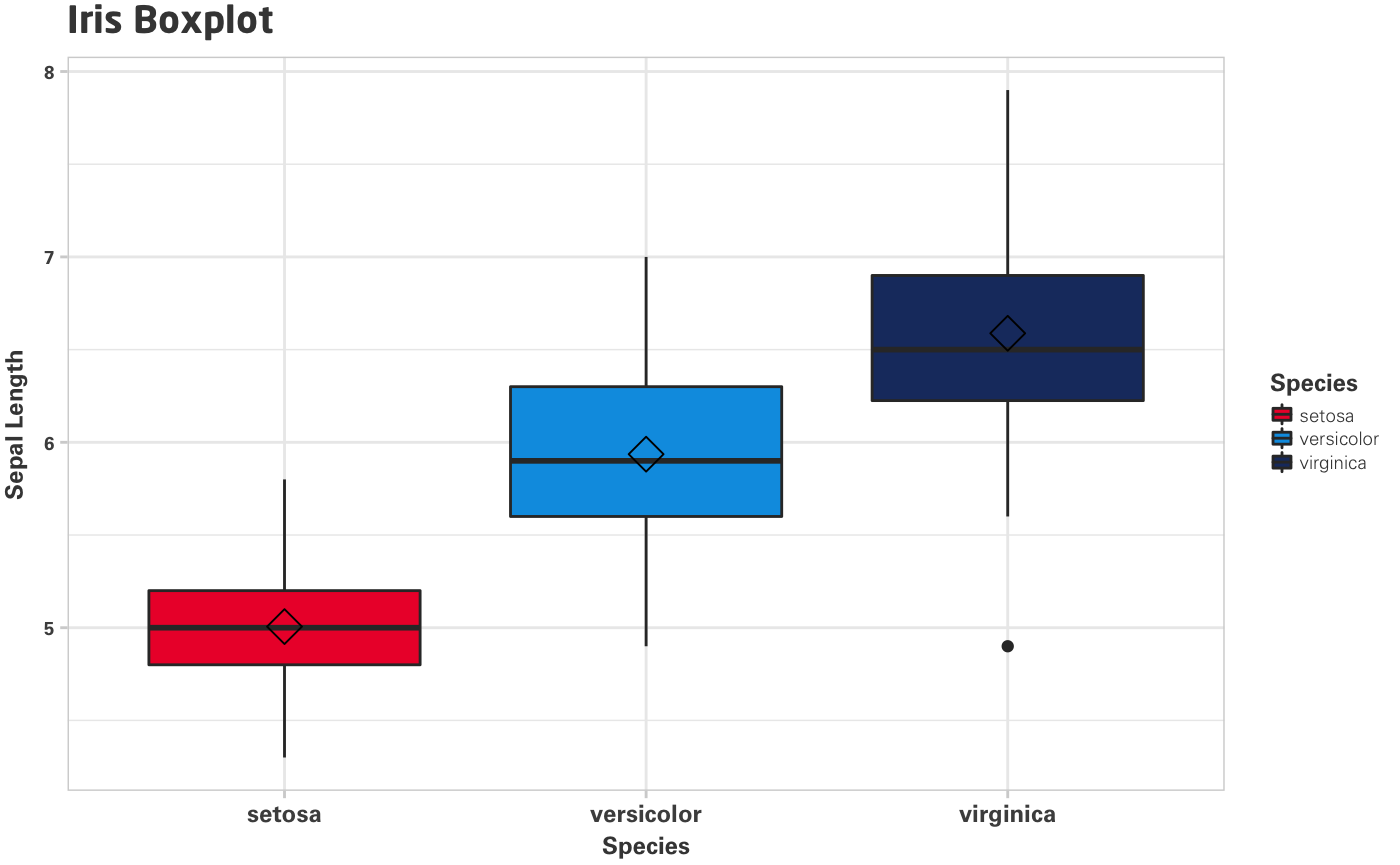 Iris Boxplot
8
7
6
5
Sepal Length
setosa
versicolor
virginica
Species
Species
setosa
versicolor
virginica